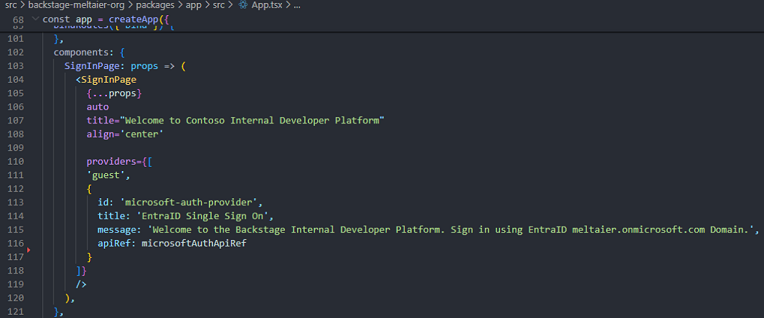 src > backstage-meltaier-org > packages > app > src > App.tsx > ...
68 const app = createApp({
101 },
102 components: {
103 SignInPage: props => (
104 <SignInPage
105 {...props}
106 auto
107 title="Welcome to Contoso Internal Developer Platform"
108 align='center'
109
110 providers={[
111 'guest',
112 {
113 id: 'microsoft-auth-provider',
114 title: 'EntraID Single Sign On',
115 message: 'Welcome to the Backstage Internal Developer Platform. Sign in using EntraID meltaier.onmicrosoft.com Domain.',
116 apiRef: microsoftAuthApiRef
117 }
118 ]}
119 />
120 ),
121 },